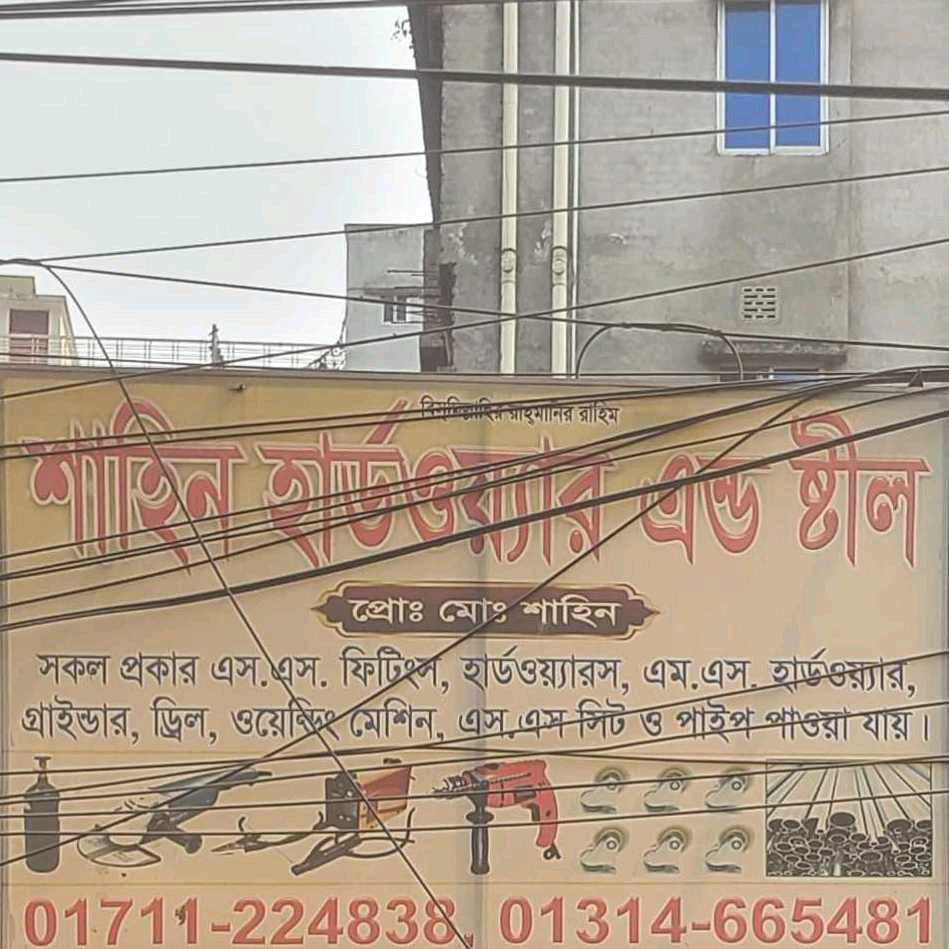 বিসমিল্লাহির রাহমানির রাহিম
শাহিন হার্ডওয়্যার এন্ড ষ্টীল
প্রোঃ মোঃ শাহিন
সকল প্রকার এস.এস. ফিটিংস, হার্ডওয়্যারস, এম.এস. হার্ডওয়্যার,
গ্রাইন্ডার, ড্রিল, ওয়েল্ডিং মেশিন, এস.এস সিট ও পাইপ পাওয়া যায়।
01711-224838, 01314-665481